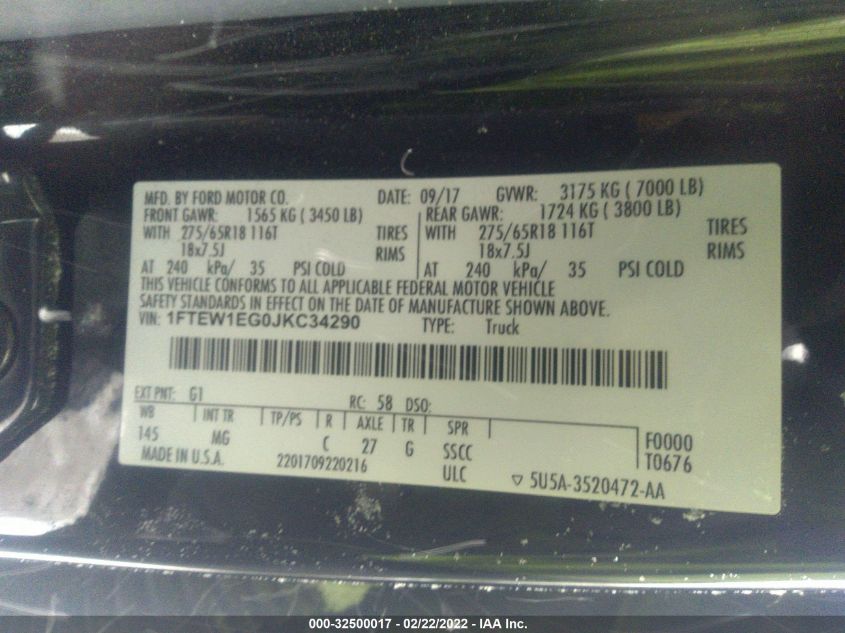 MFD. BY FORD MOTOR CO. DATE: 09/17 GVWR: 3175 KG ( 7000 LB)
FRONT GAWR: 1565 KG ( 3450 LB) REAR GAWR: 1724 KG ( 3800 LB)
WITH 275/65R18 116T TIRES WITH 275/65R18 116T TIRES
18x7.5J RIMS 18x7.5J RIMS
AT 240 kPa/ 35 PSI COLD AT 240 kPa/ 35 PSI COLD
THIS VEHICLE CONFORMS TO ALL APPLICABLE FEDERAL MOTOR VEHICLE
SAFETY STANDARDS IN EFFECT ON THE DATE OF MANUFACTURE SHOWN ABOVE.
VIN: 1FTEW1EG0JKC34290 TYPE: Truck
EXT PNT: G1 RC: 58 DSO:
WB INT TR TP/PS R AXLE TR SPR
145 MG C 27 G SSCC F0000
MADE IN U.S.A. 2201709220216 ULC T0676
5U5A-3520472-AA
000-32500017 - 02/22/2022 - IAA Inc.